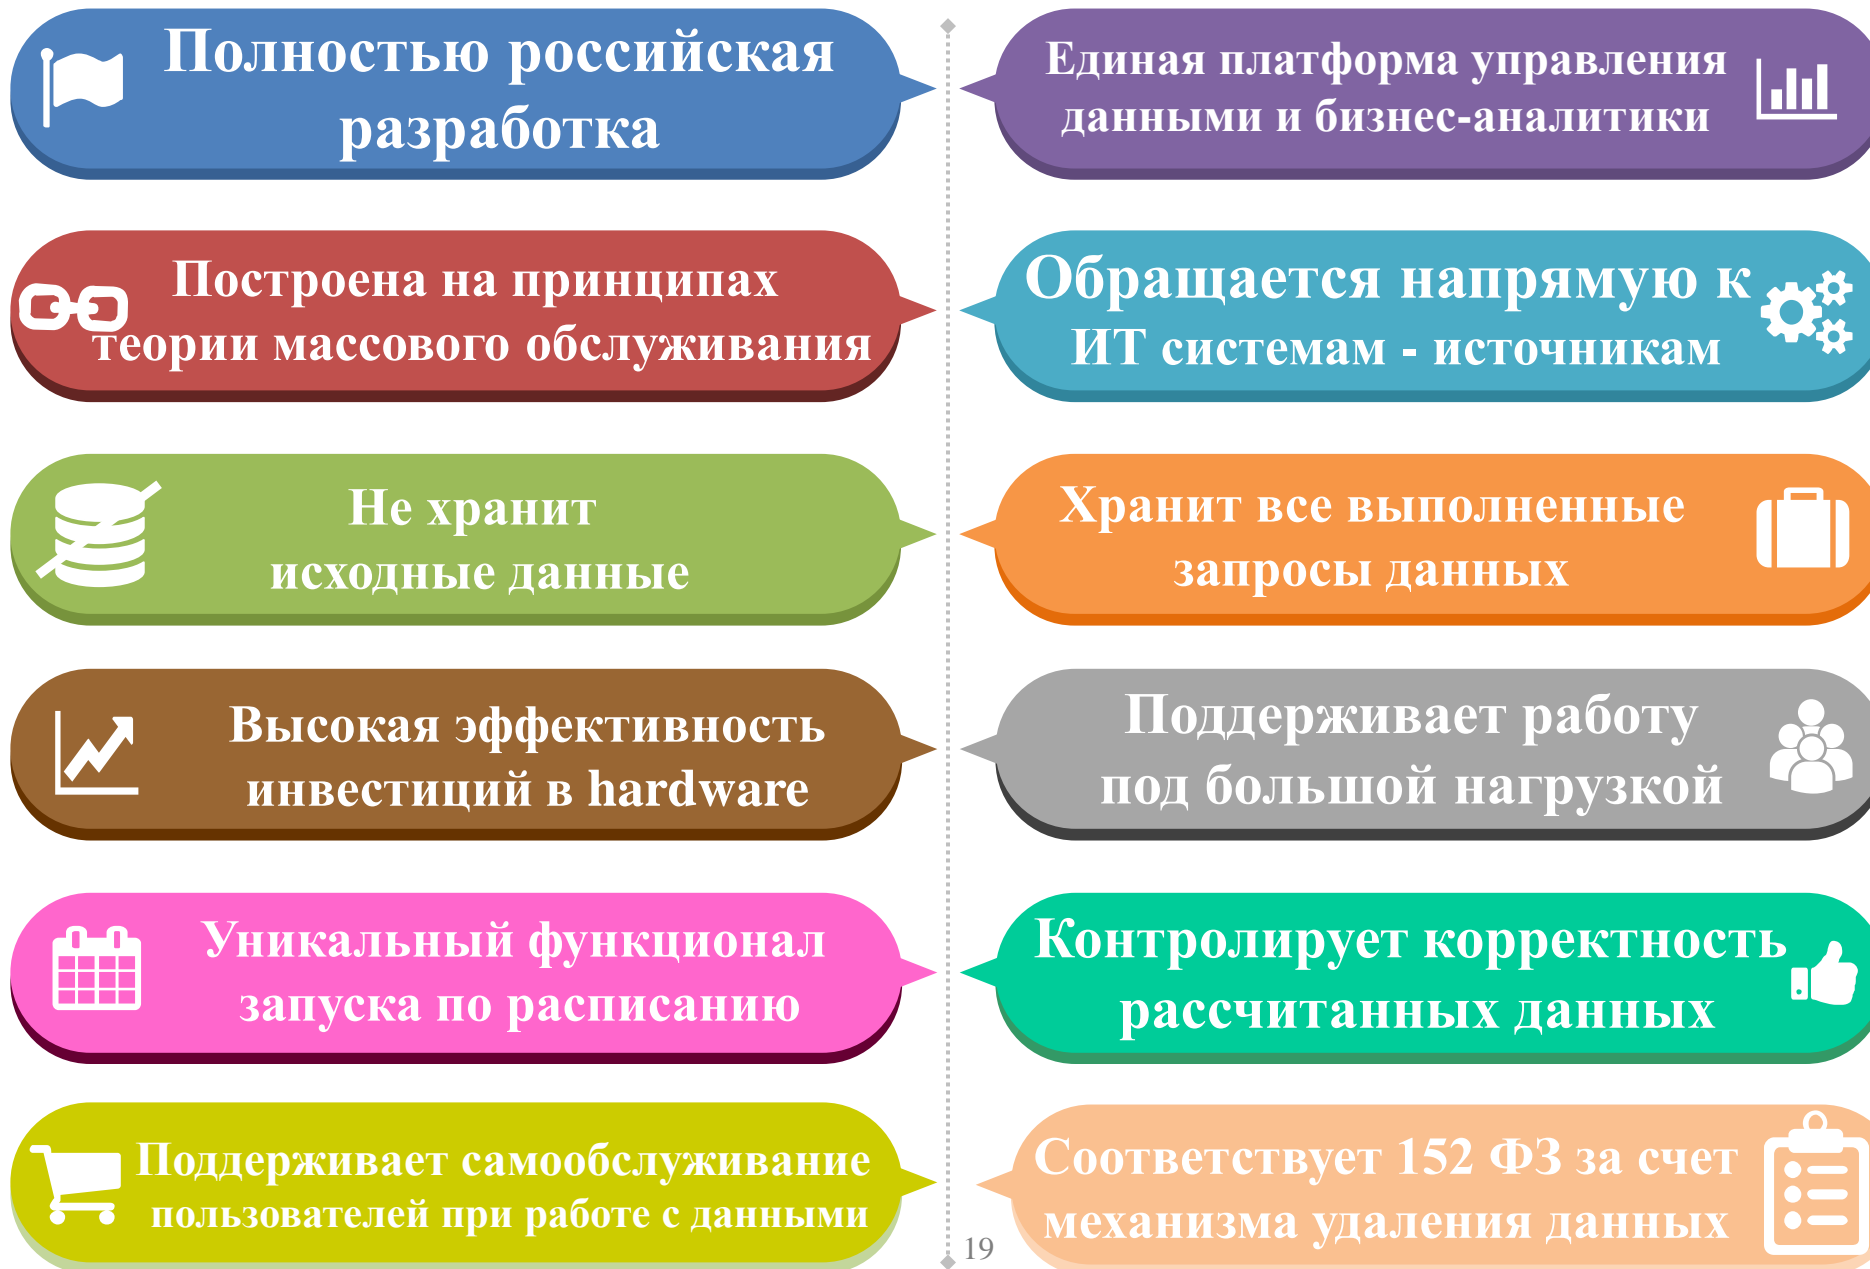 Полностью российская
разработка
Единая платформа управления
данными и бизнес-аналитики
Построена на принципах
теории массового обслуживания
Обращается напрямую к
ИТ системам - источникам
Не хранит
исходные данные
Хранит все выполненные
запросы данных
Высокая эффективность
инвестиций в hardware
Поддерживает работу
под большой нагрузкой
Уникальный функционал
запуска по расписанию
Контролирует корректность
рассчитанных данных
Поддерживает самообслуживание
пользователей при работе с данными
Соответствует 152 ФЗ за счет
механизма удаления данных
19